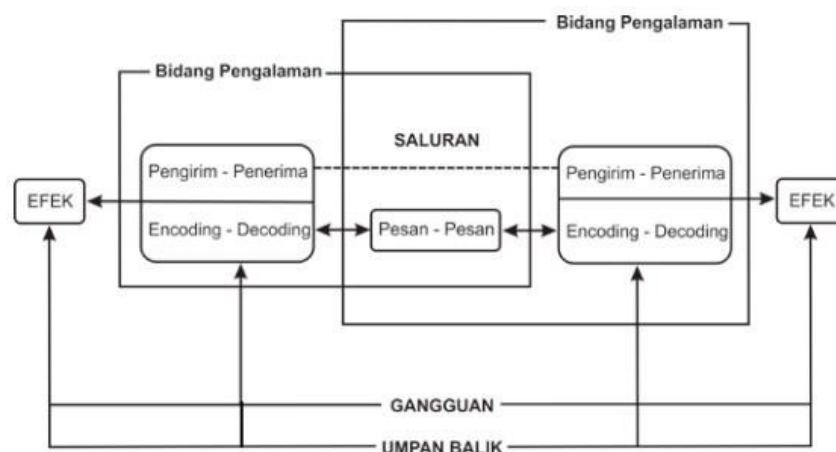 Bidang Pengalaman
Bidang Pengalaman
SALURAN
Pengirim - Penerima
Pengirim - Penerima
EFEK
EFEK
Encoding - Decoding
Pesan - Pesan
Encoding - Decoding
GANGGUAN
UMPAN BALIK